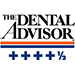 THE DENTAL
ADVISOR
+ + + + ½